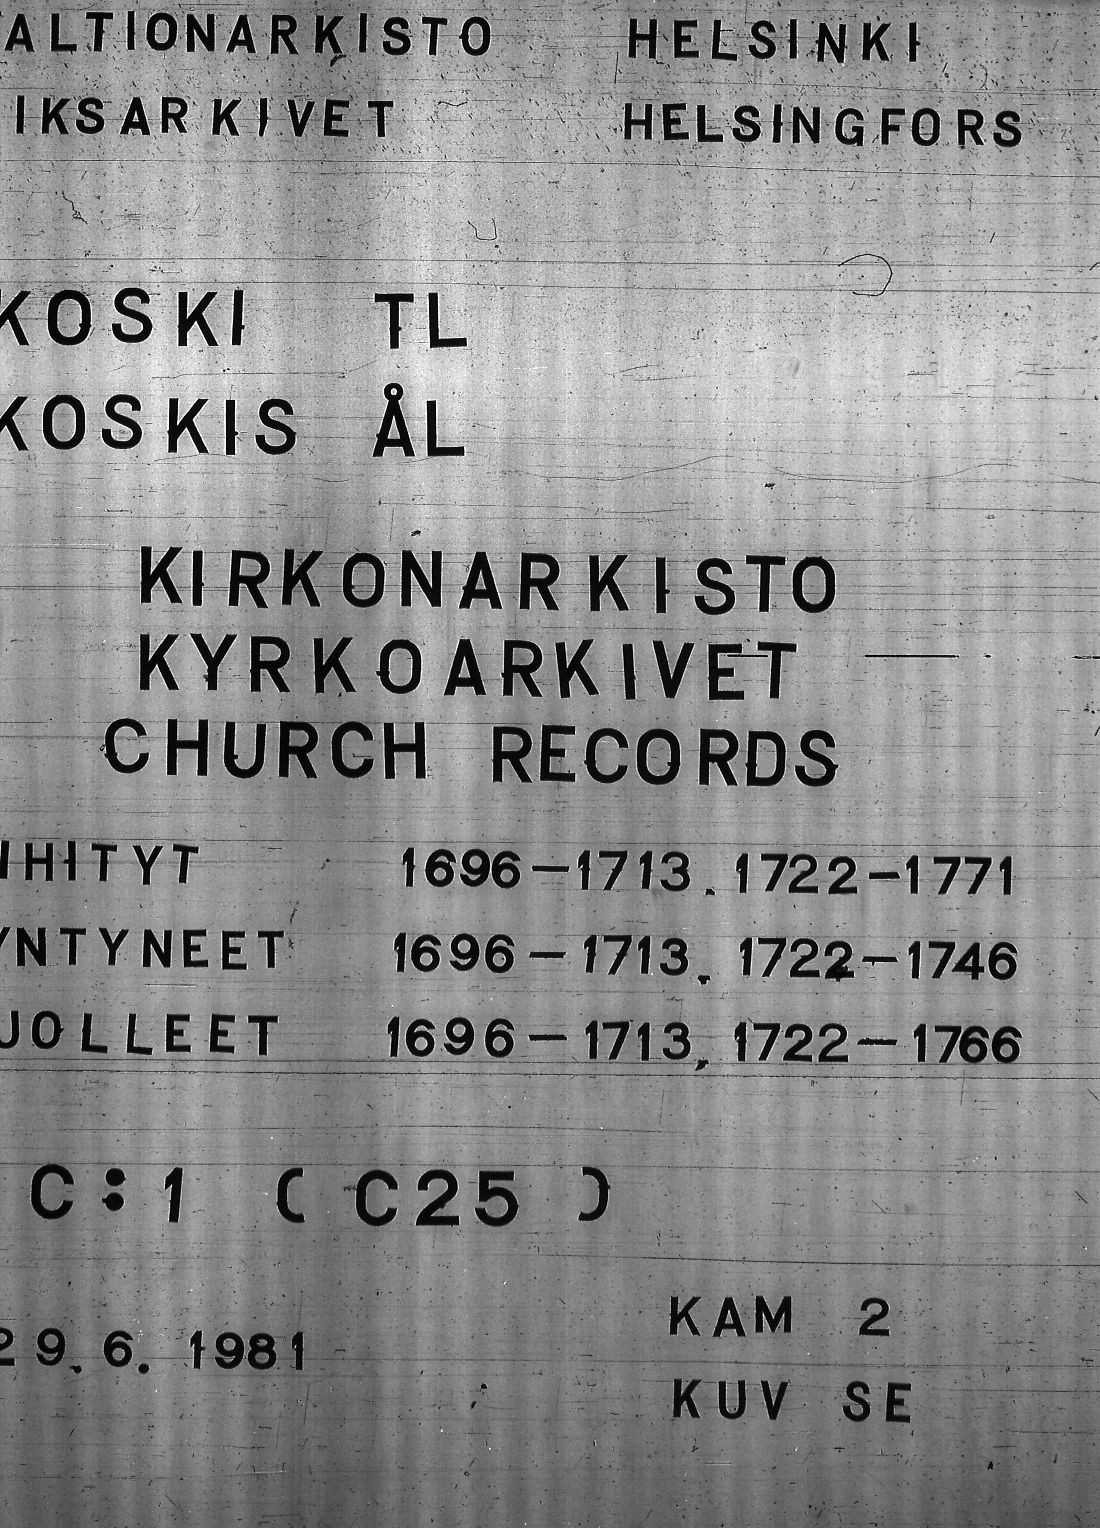 ALTIONARKISTO HELSINKI
IKSARKIVET HELSINGFORS
KOSKI TL
KOSKIS ÅL
KIRKONARKISTO
KYRKOARKIVET
CHURCH RECORDS
IHITYT 1696-1713. 1722-1771
YNTYNEET 1696-1713, 1722-1746
UOLLEET 1696-1713, 1722-1766
C:1 (C25)
29.6.1981 KAM 2
KUV SE